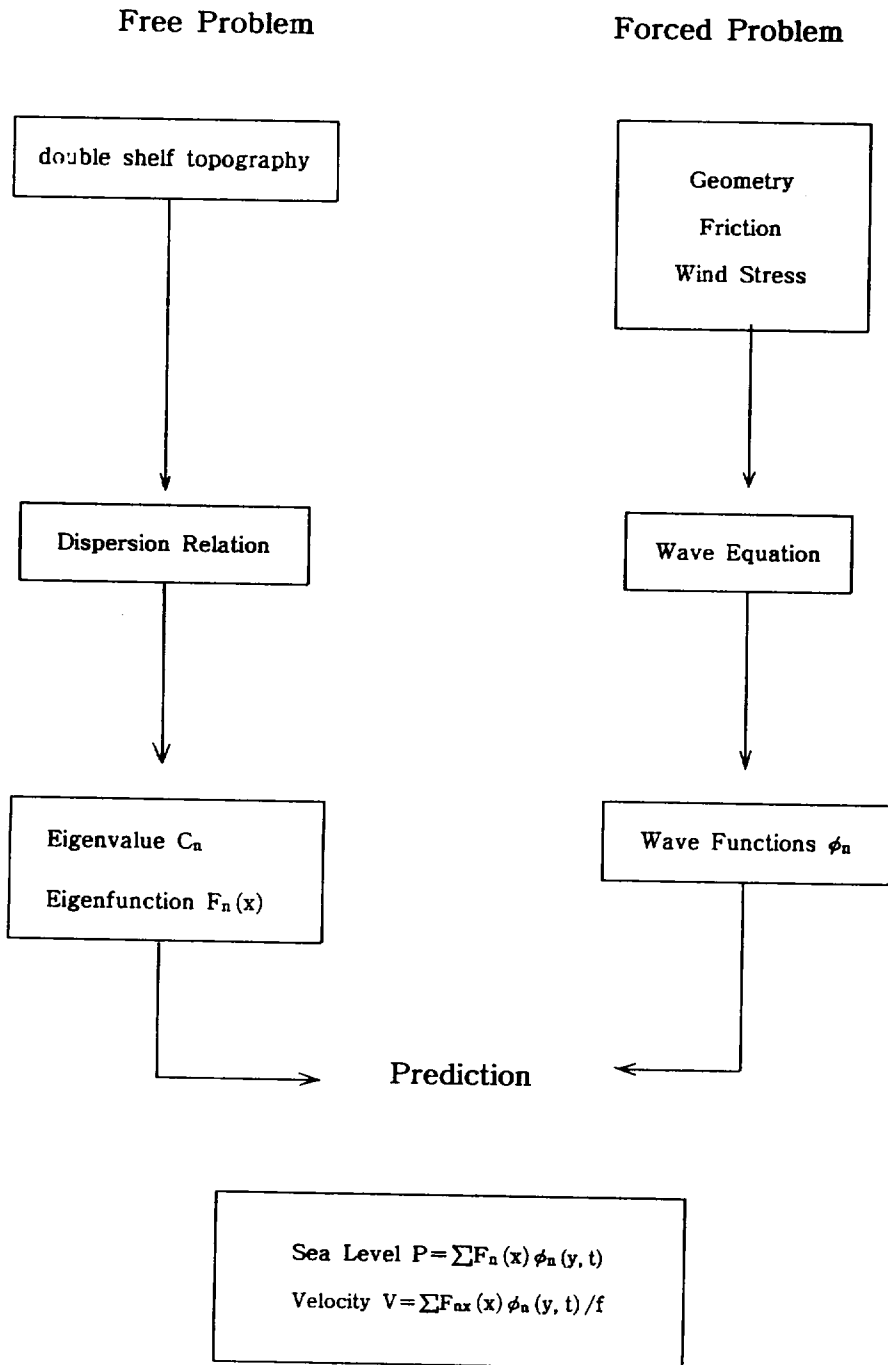 Free Problem
Forced Problem
double shelf topography
Geometry
Friction
Wind Stress
Dispersion Relation
Wave Equation
Eigenvalue Cₙ
Eigenfunction Fₙ(x)
Wave Functions ϕₙ
Prediction
Sea Level P=∑Fₙ(x)ϕₙ(y, t)
Velocity V=∑Fₙₓ(x)ϕₙ(y, t)/f